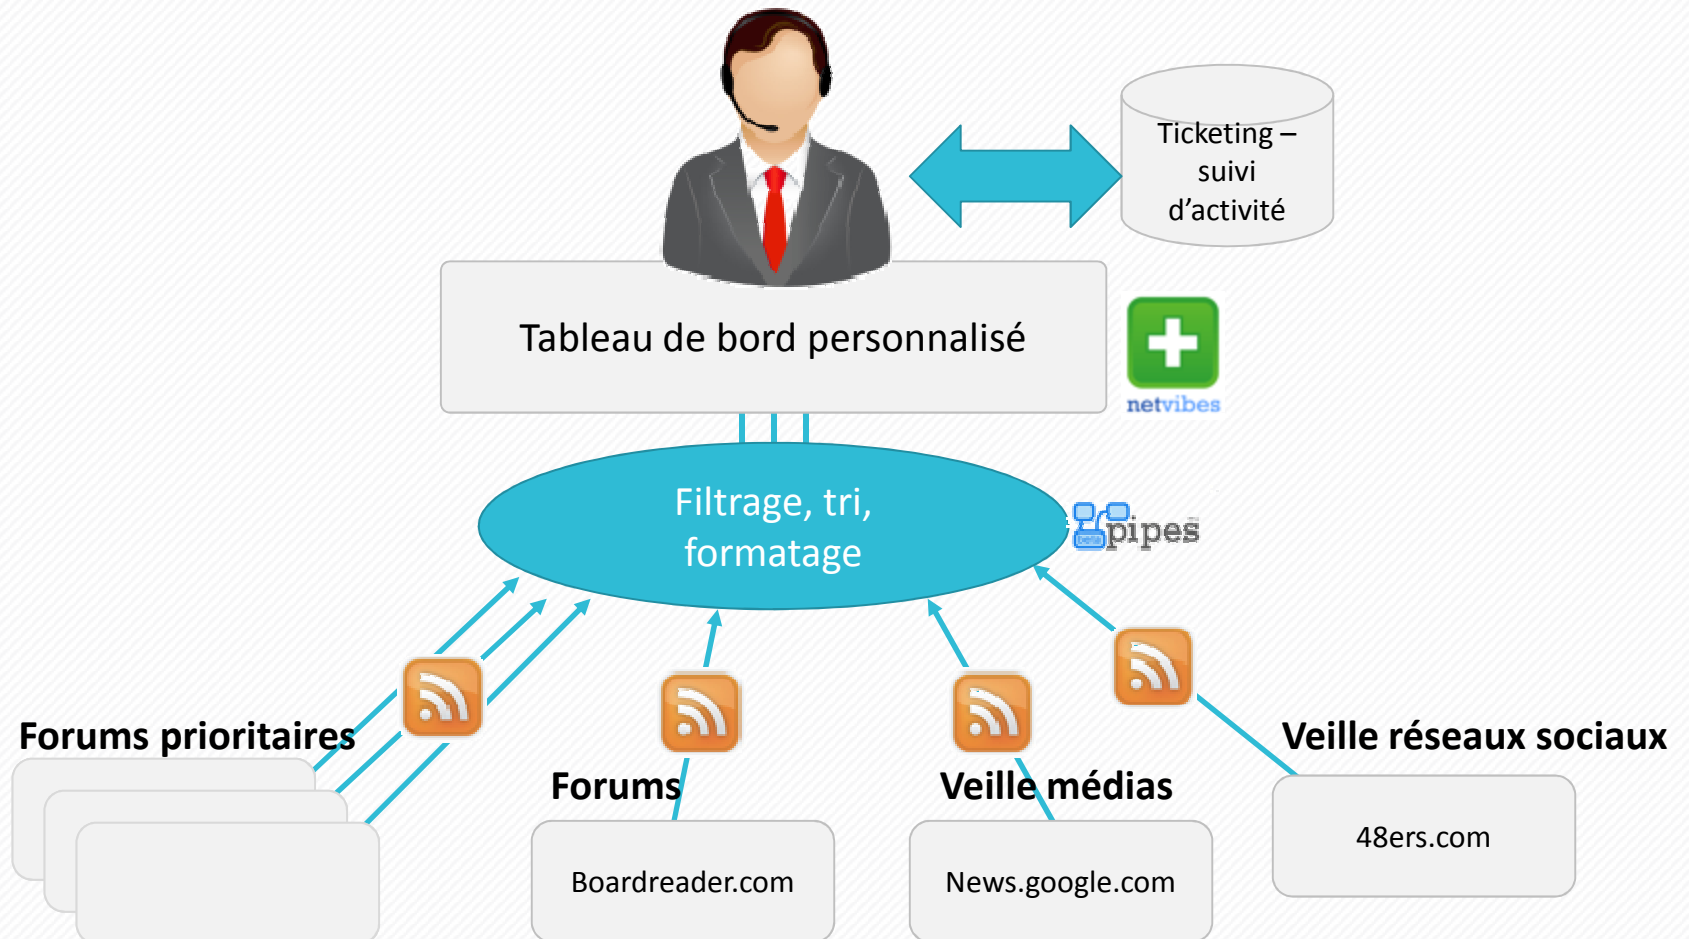 Ticketing –
suivi
d’activité
Tableau de bord personnalisé
netvibes
Filtrage, tri,
formatage
pipes
Forums prioritaires
Forums
Boardreader.com
Veille médias
News.google.com
Veille réseaux sociaux
48ers.com